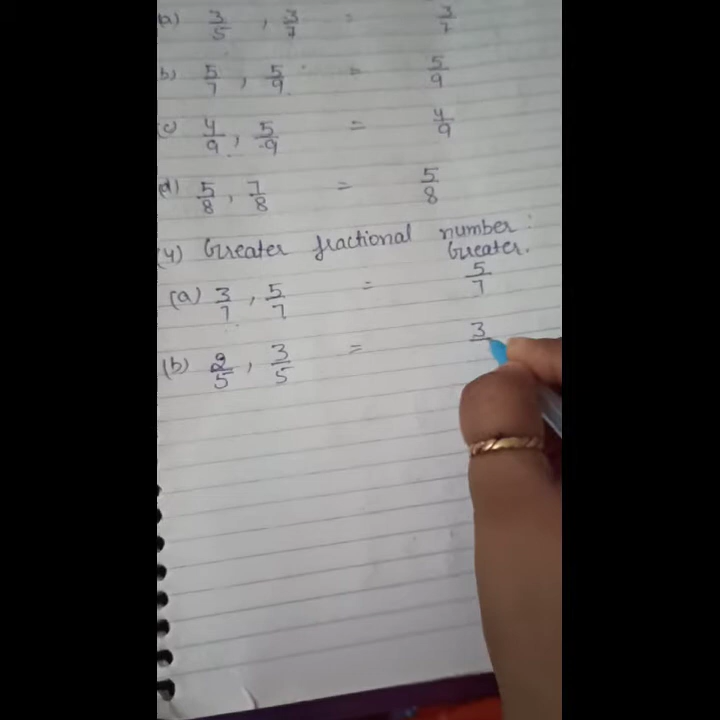 (a) 3/5 , 3/7 = 3/7
b) 5/7 , 5/9 = 5/9
(c) 4/9 , 5/9 = 4/9
(d) 5/8 , 7/8 = 5/8
(4) Greater fractional number :
Greater.
(a) 3/7 , 5/7 = 5/7
(b) 2/5 , 3/5 = 3/